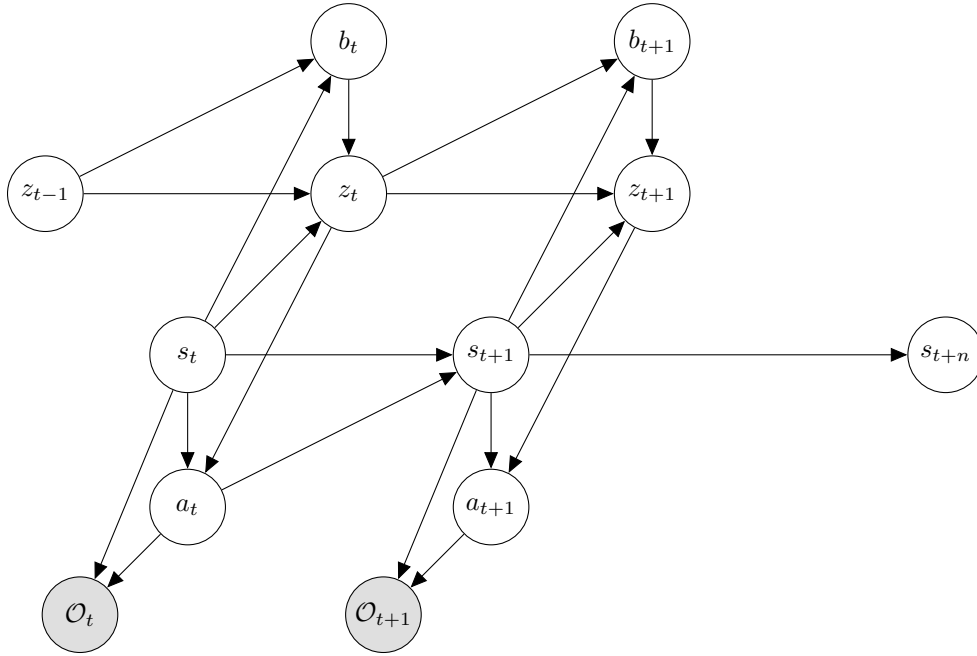 b_t b_{t+1}
z_{t−1} z_t z_{t+1}
s_t s_{t+1} s_{t+n}
a_t a_{t+1}
𝒪_t 𝒪_{t+1}